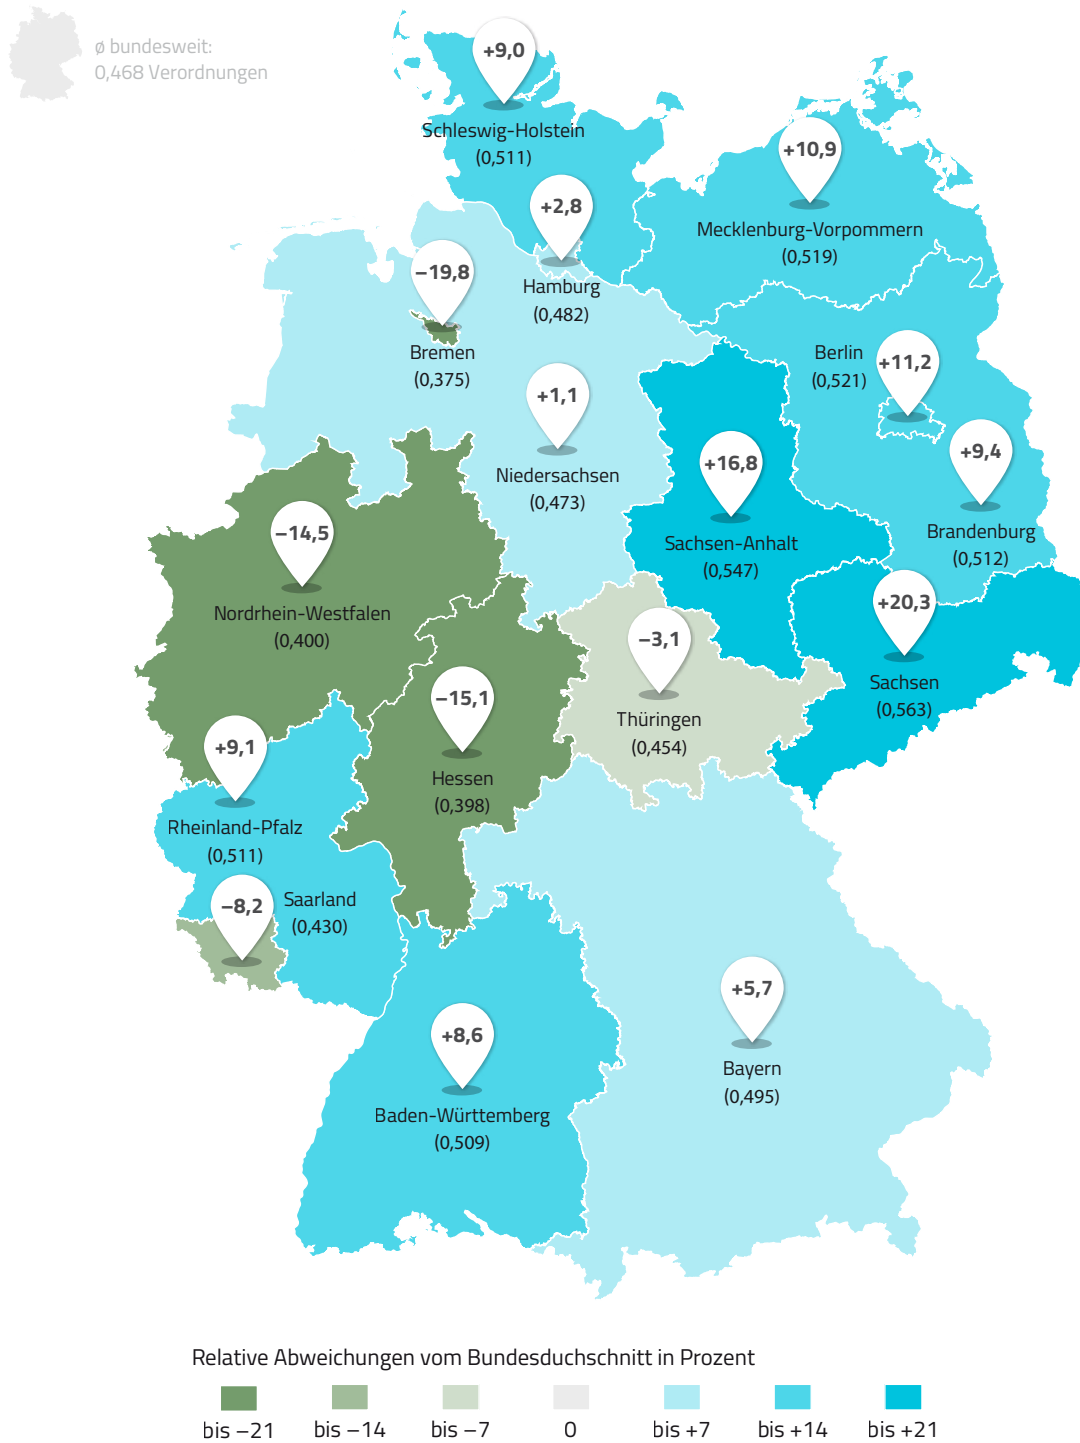 ø bundesweit:
0,468 Verordnungen
+9,0
Schleswig-Holstein
(0,511)
+10,9
Mecklenburg-Vorpommern
(0,519)
+2,8
Hamburg
(0,482)
−19,8
Bremen
(0,375)
Berlin
(0,521)
+11,2
+1,1
Niedersachsen
(0,473)
+9,4
Brandenburg
(0,512)
+16,8
Sachsen-Anhalt
(0,547)
−14,5
Nordrhein-Westfalen
(0,400)
+20,3
Sachsen
(0,563)
−3,1
Thüringen
(0,454)
−15,1
Hessen
(0,398)
+9,1
Rheinland-Pfalz
(0,511)
−8,2
Saarland
(0,430)
+5,7
Bayern
(0,495)
+8,6
Baden-Württemberg
(0,509)
Relative Abweichungen vom Bundesduchschnitt in Prozent
bis −21
bis −14
bis −7
0
bis +7
bis +14
bis +21